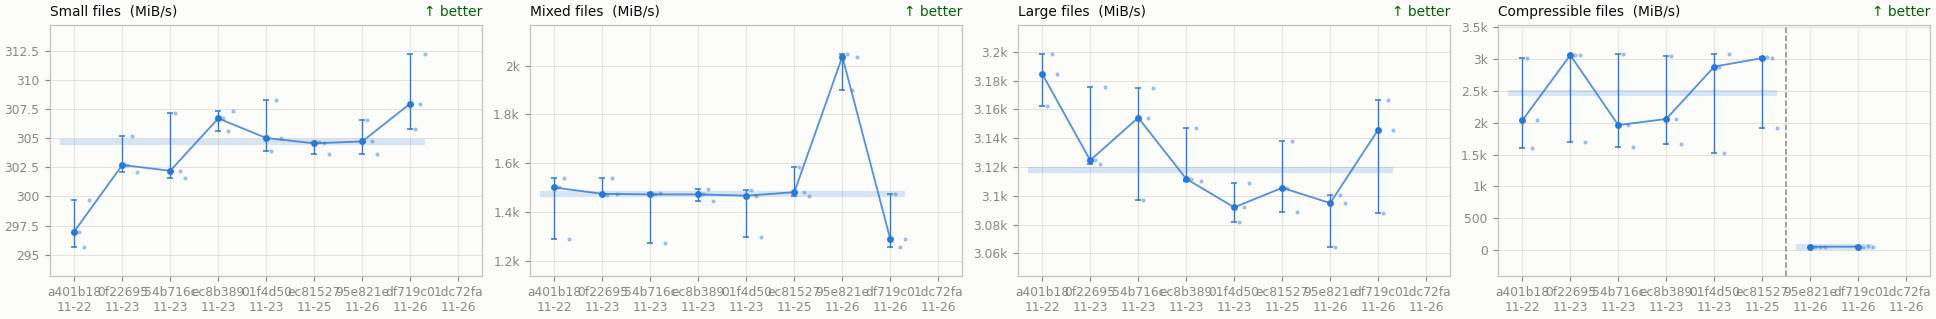 Small files (MiB/s) ↑ better
312.5
310
307.5
305
302.5
300
297.5
295
a401b18 0f22695 ec8b389 01f4d50 ec81527 df719c0 1dc72fa
11-22 11-23 11-23 11-23 11-23 11-25 11-26 11-26 11-26
Mixed files (MiB/s) ↑ better
2k
1.8k
1.6k
1.4k
1.2k
a401b18 0f22695 ec8b389 01f4d50 ec81527 df719c0 1dc72fa
11-22 11-23 11-23 11-23 11-23 11-25 11-26 11-26 11-26
Large files (MiB/s) ↑ better
3.2k
3.18k
3.16k
3.14k
3.12k
3.1k
3.08k
3.06k
a401b18 0f22695 ec8b389 01f4d50 ec81527 df719c0 1dc72fa
11-22 11-23 11-23 11-23 11-23 11-25 11-26 11-26 11-26
Compressible files (MiB/s) ↑ better
3.5k
3k
2.5k
2k
1.5k
1k
500
0
a401b18 0f22695 ec8b389 01f4d50 ec81527 df719c0 1dc72fa
11-22 11-23 11-23 11-23 11-23 11-25 11-26 11-26 11-26